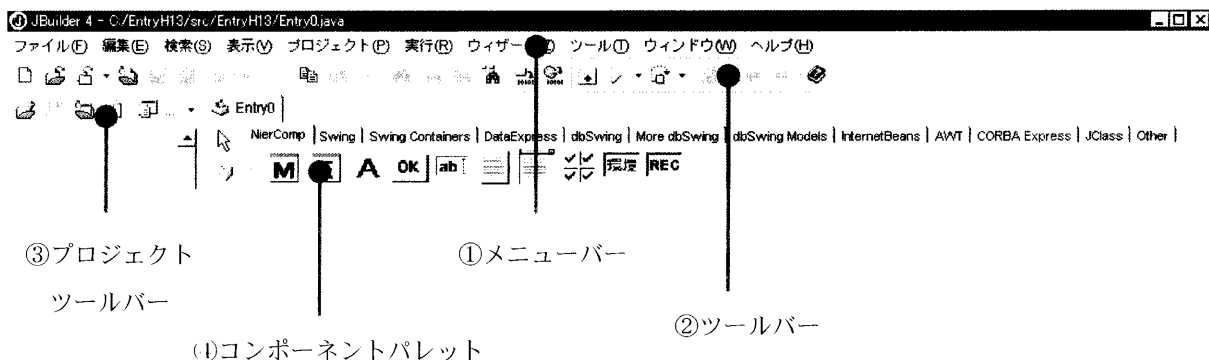 JBuilder 4 - C:/EntryH13/src/EntryH13/Entry0.java
ファイル(F) 編集(E) 検索(S) 表示(V) プロジェクト(P) 実行(R) ウィザー ツール(T) ウィンドウ(W) ヘルプ(H)
Entry0
NierComp | Swing | Swing Containers | DataExpress | dbSwing | More dbSwing | dbSwing Models | InternetBeans | AWT | CORBA Express | JClass | Other |
M A OK ab 環境 REC
③プロジェクト
ツールバー
①メニューバー
②ツールバー
(4)コンポーネントパレット